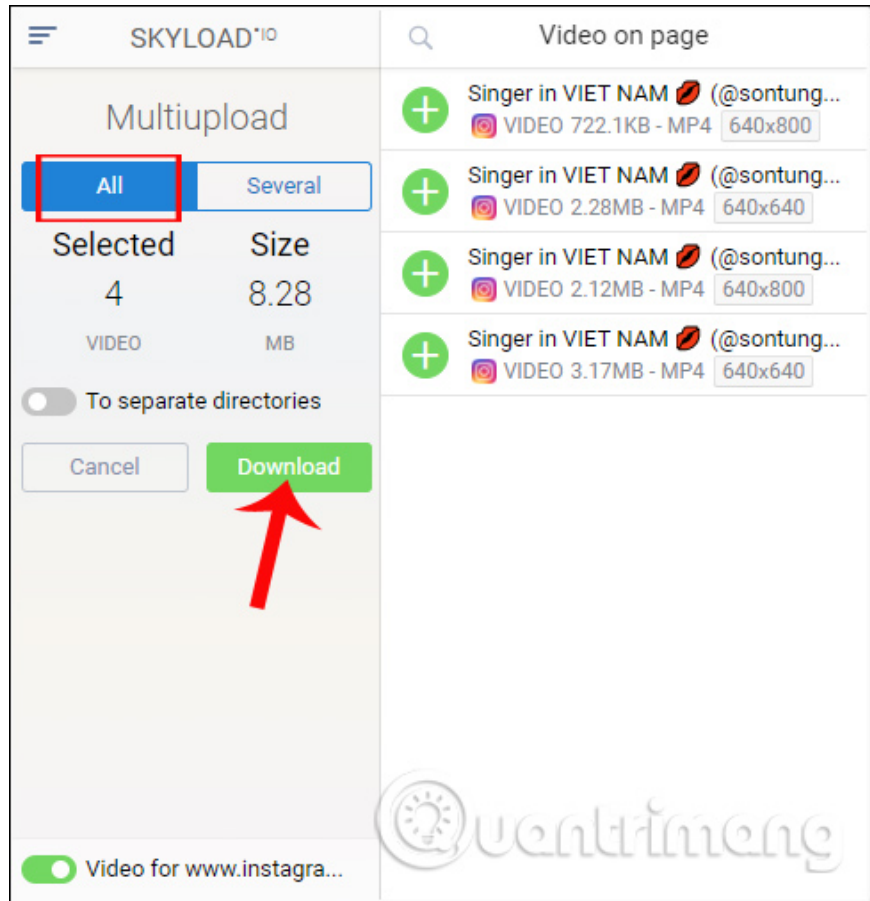 SKYLOAD•IO
Multiupload
All Several
Selected Size
4 8.28
VIDEO MB
To separate directories
Cancel Download
Video for www.instagra...
Video on page
Singer in VIET NAM 💋 (@sontung...
VIDEO 722.1KB - MP4 640x800
Singer in VIET NAM 💋 (@sontung...
VIDEO 2.28MB - MP4 640x640
Singer in VIET NAM 💋 (@sontung...
VIDEO 2.12MB - MP4 640x800
Singer in VIET NAM 💋 (@sontung...
VIDEO 3.17MB - MP4 640x640
Quantrimang